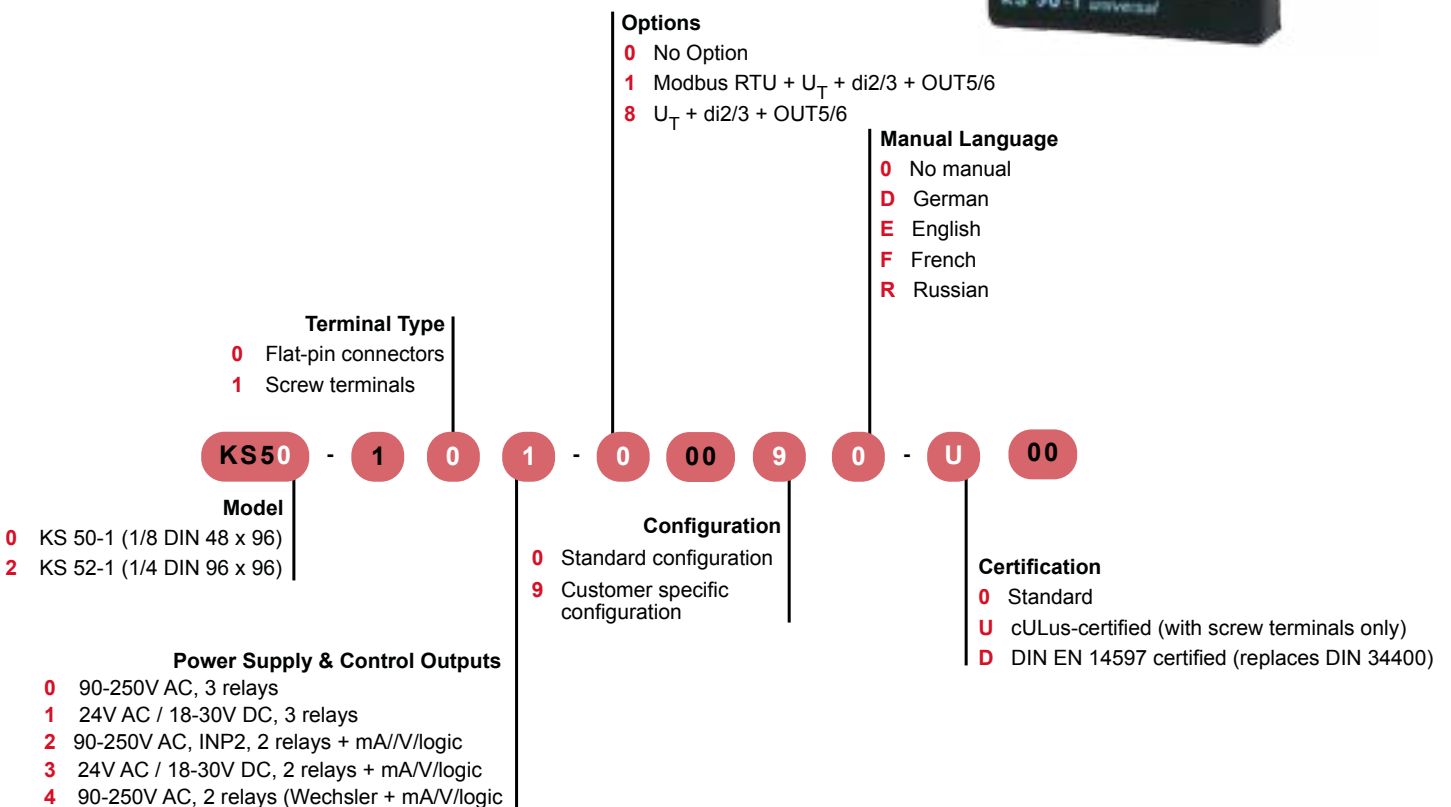 KS 50-1 universal
Options
0 No Option
1 Modbus RTU + UT + di2/3 + OUT5/6
8 UT + di2/3 + OUT5/6
Manual Language
0 No manual
D German
E English
F French
R Russian
Terminal Type
0 Flat-pin connectors
1 Screw terminals
KS50 - 1 0 1 - 0 00 9 0 - U 00
Model
0 KS 50-1 (1/8 DIN 48 x 96)
2 KS 52-1 (1/4 DIN 96 x 96)
Configuration
0 Standard configuration
9 Customer specific
configuration
Certification
0 Standard
U cULus-certified (with screw terminals only)
D DIN EN 14597 certified (replaces DIN 34400)
Power Supply & Control Outputs
0 90-250V AC, 3 relays
1 24V AC / 18-30V DC, 3 relays
2 90-250V AC, INP2, 2 relays + mA//V/logic
3 24V AC / 18-30V DC, 2 relays + mA/V/logic
4 90-250V AC, 2 relays (Wechsler + mA/V/logic